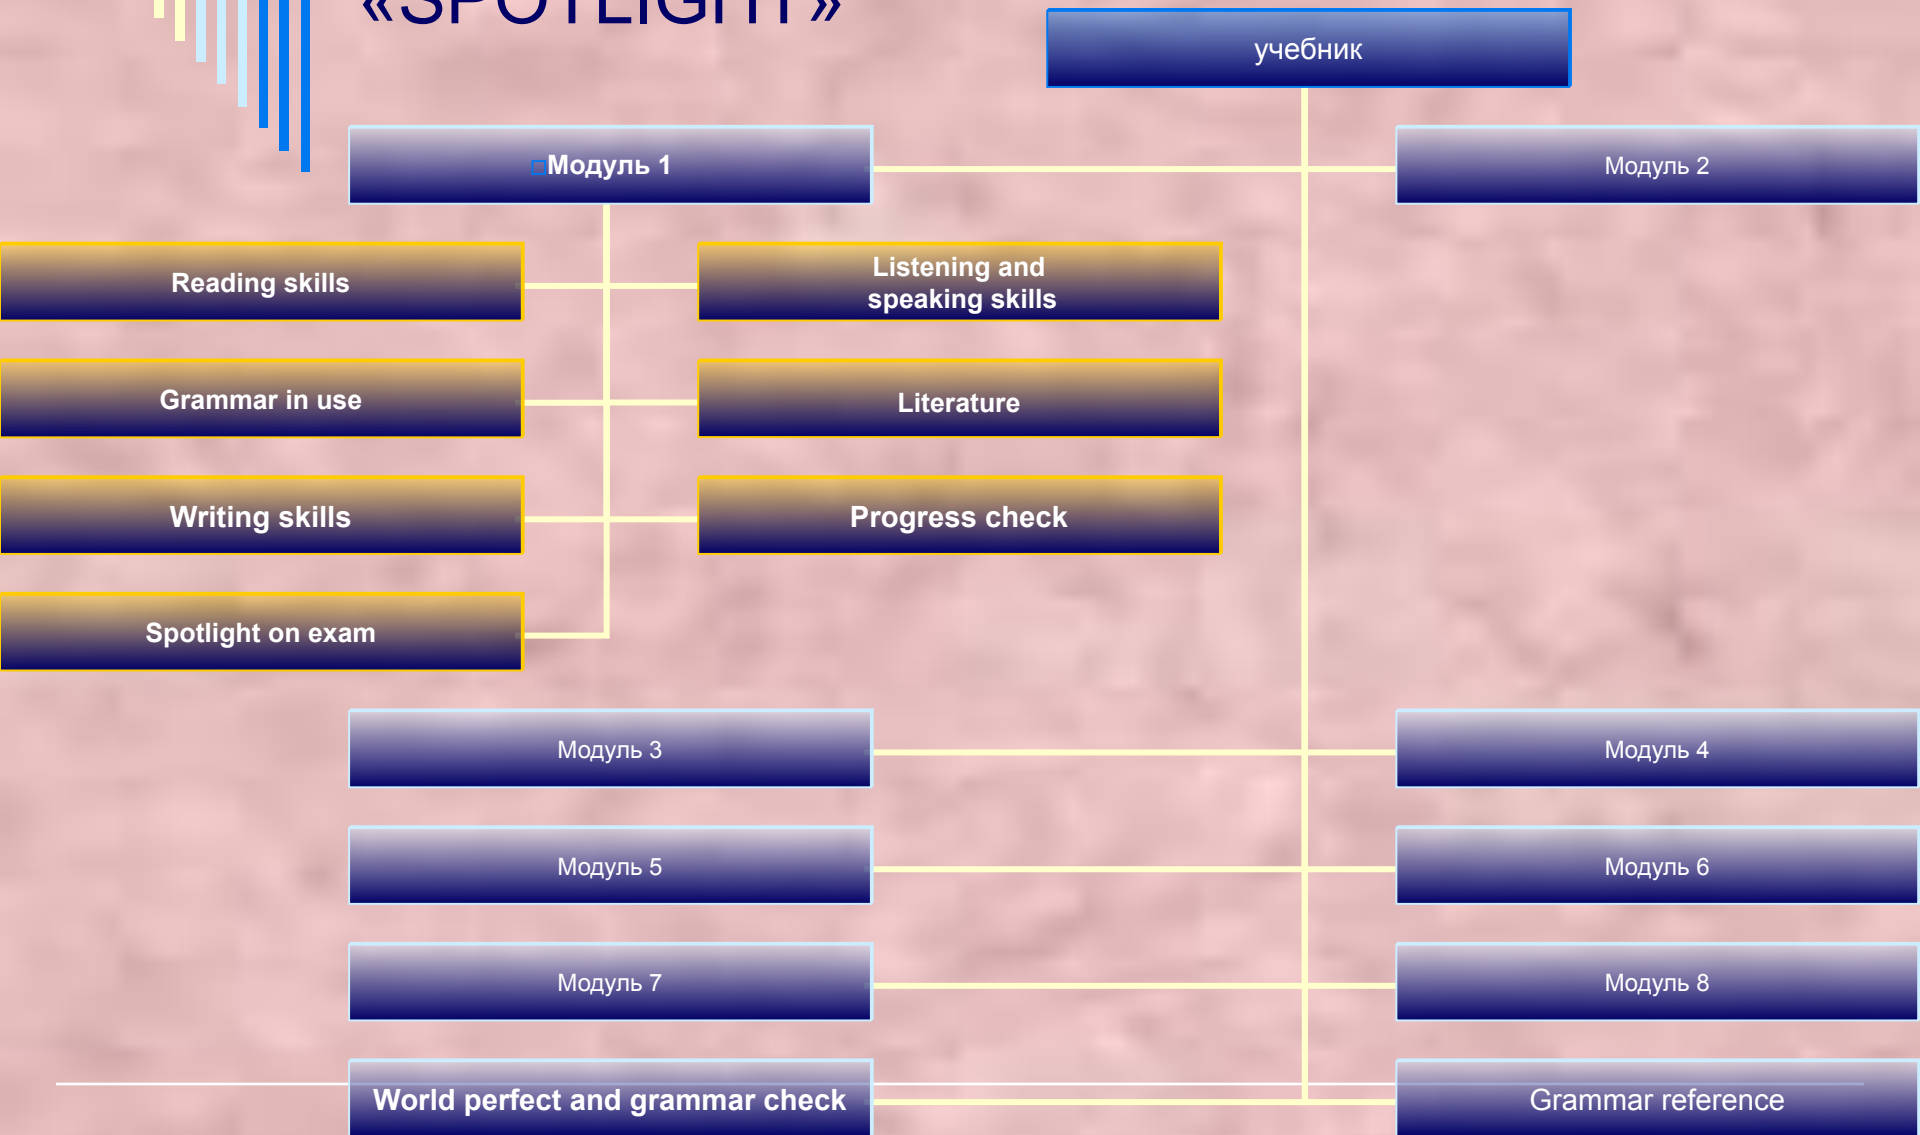 «SPOTLIGHT»
учебник
Модуль 1
Модуль 2
Reading skills
Listening and
speaking skills
Grammar in use
Literature
Writing skills
Progress check
Spotlight on exam
Модуль 3
Модуль 4
Модуль 5
Модуль 6
Модуль 7
Модуль 8
World perfect and grammar check
Grammar reference